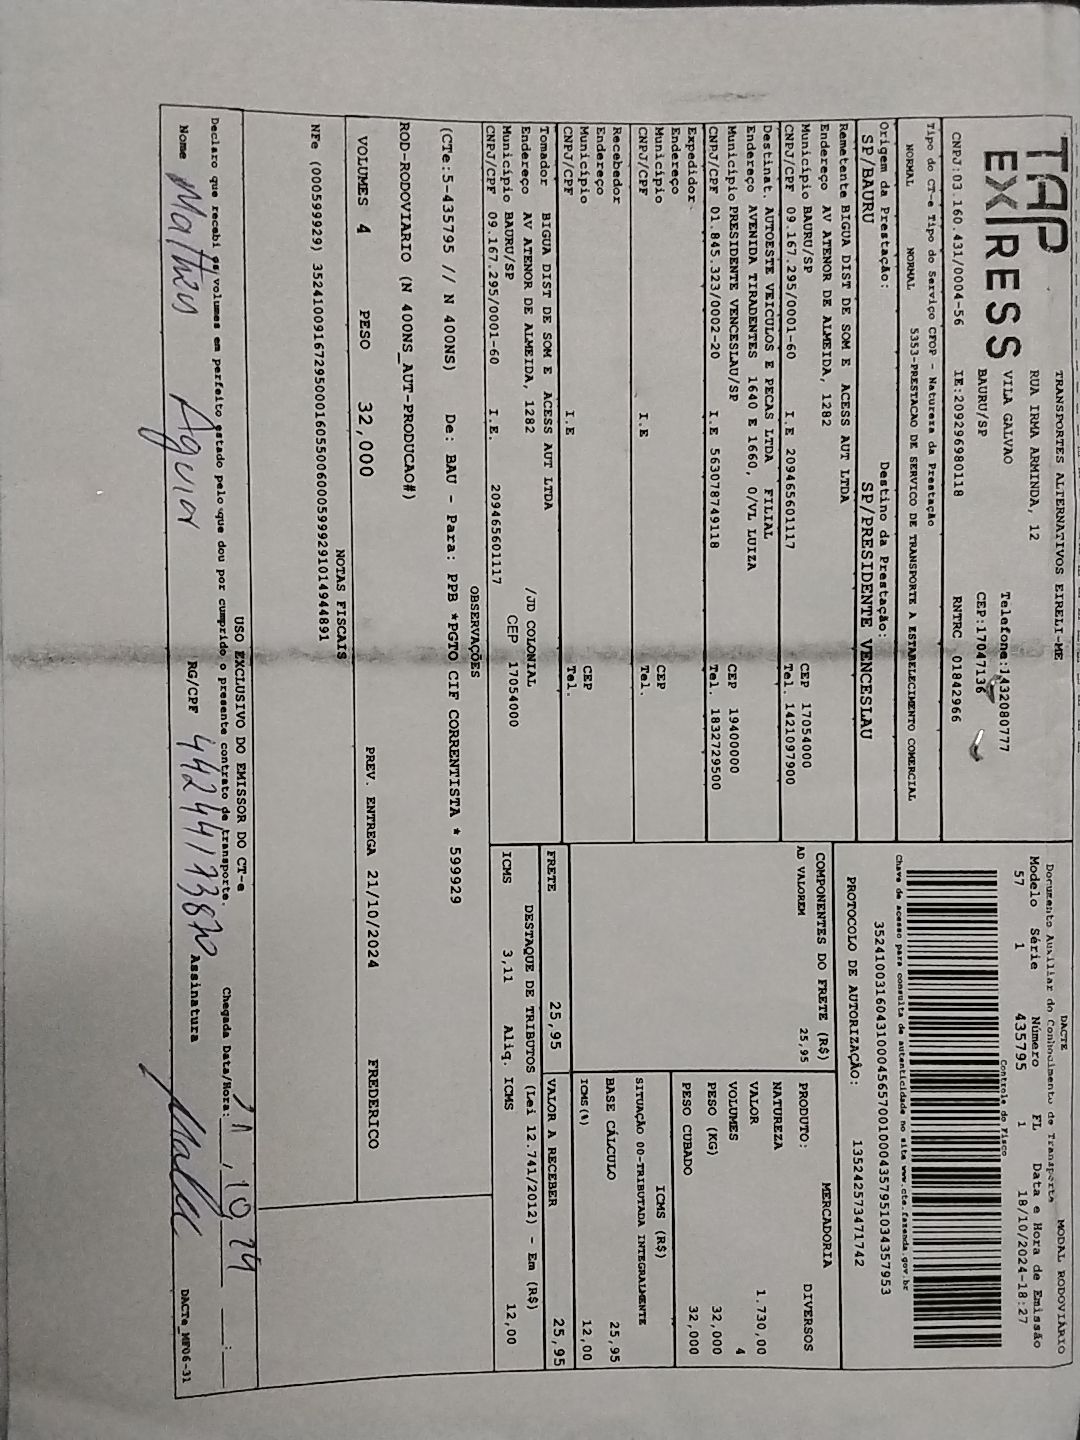 TAP
EXPRESS
TRANSPORTES ALTERNATIVOS EIRELI-ME
RUA IRMA ARMINDA, 12
VILA GALVAO
BAURU/SP
Telefone:1432080777
CEP:17047136
CNPJ:03.160.431/0004-56 IE:209296980118 RNTRC 01842966
DACTE MODAL RODOVIÁRIO
Documento Auxiliar do Conhecimento de Transporte
Modelo Série Número FL Data e Hora de Emissão
57 1 435795 1 18/10/2024-18:27
Controle do Fisco
Chave de acesso para consulta de autenticidade no site www.cte.fazenda.gov.br
35241003160431000456570010004357951034357953
PROTOCOLO DE AUTORIZAÇÃO: 135242573471742
Tipo do CT-e Tipo do Serviço CFOP - Natureza da Prestação
NORMAL NORMAL 5353-PRESTACAO DE SERVICO DE TRANSPORTE A ESTABELECIMENTO COMERCIAL
Origem da Prestação: Destino da Prestação:
SP/BAURU SP/PRESIDENTE VENCESLAU
Remetente BIGUA DIST DE SOM E ACESS AUT LTDA
Endereço AV ATENOR DE ALMEIDA, 1282
Município BAURU/SP CEP 17054000
CNPJ/CPF 09.167.295/0001-60 I.E 209465601117 Tel. 1421097900
Destinat. AUTOESTE VEICULOS E PECAS LTDA FILIAL
Endereço AVENIDA TIRADENTES 1640 E 1660, 0/VL LUIZA
Município PRESIDENTE VENCESLAU/SP CEP 19400000
CNPJ/CPF 01.845.323/0002-20 I.E 563078749118 Tel. 1832729500
Expedidor
Endereço
Município CEP
CNPJ/CPF I.E Tel.
Recebedor
Endereço
Município CEP
CNPJ/CPF I.E Tel.
Tomador BIGUA DIST DE SOM E ACESS AUT LTDA
Endereço AV ATENOR DE ALMEIDA, 1282 /JD COLONIAL
Município BAURU/SP CEP 17054000
CNPJ/CPF 09.167.295/0001-60 I.E. 209465601117
COMPONENTES DO FRETE (R$)
AD VALOREM 25,95
MERCADORIA
PRODUTO: DIVERSOS
NATUREZA
VALOR 1.730,00
VOLUMES 4
PESO (KG) 32,000
PESO CUBADO 32,000
ICMS (R$)
SITUAÇÃO 00-TRIBUTADA INTEGRALMENTE
BASE CÁLCULO 25,95
ICMS(%) 12,00
FRETE 25,95 VALOR A RECEBER 25,95
DESTAQUE DE TRIBUTOS (Lei 12.741/2012) - Em (R$)
ICMS 3,11 Aliq. ICMS 12,00
OBSERVAÇÕES
(CTe:5-435795 // N 400NS) De: BAU - Para: PPB *PGTO CIF CORRENTISTA * 599929
ROD-RODOVIARIO (N 400NS_AUT-PRODUCAO#)
VOLUMES 4 PESO 32,000 PREV. ENTREGA 21/10/2024 FREDERICO
NOTAS FISCAIS
NFe (000599929) 35241009167295000160550060005999291014944891
USO EXCLUSIVO DO EMISSOR DO CT-e
Declaro que recebi os volumes em perfeito estado pelo que dou por cumprido o presente contrato de transporte. Chegada Data/Hora: 21, 10, 24 __:__
Nome Matheus Aguiar RG/CPF Assinatura
DACTe_MF06-31